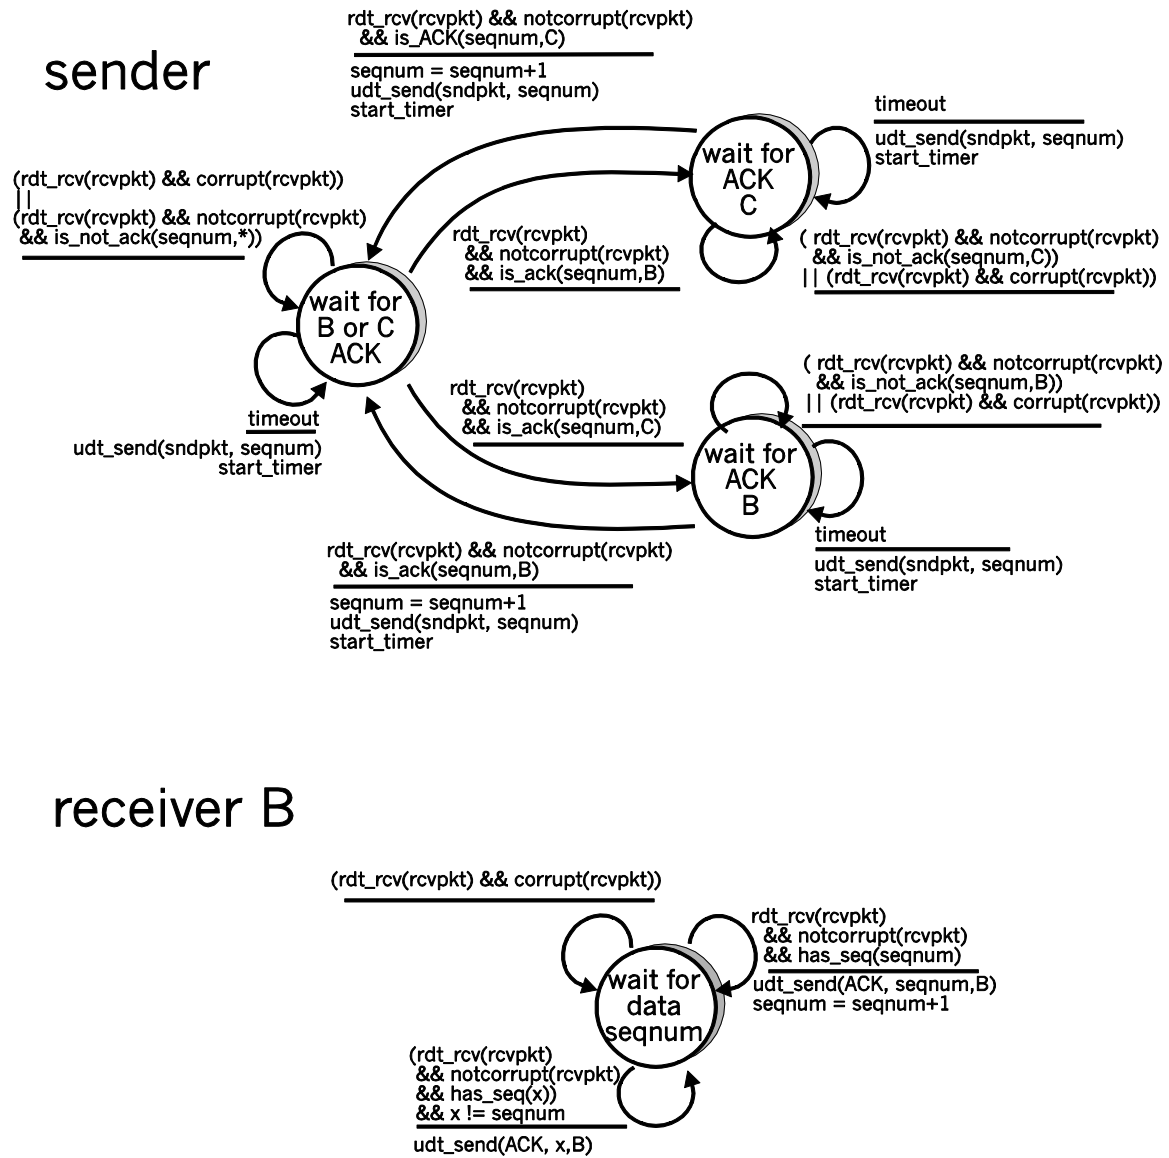 rdt_rcv(rcvpkt) && notcorrupt(rcvpkt)
&& is_ACK(seqnum,C)
seqnum = seqnum+1
udt_send(sndpkt, seqnum)
start_timer
sender
timeout
udt_send(sndpkt, seqnum)
start_timer
wait for
ACK
C
(rdt_rcv(rcvpkt) && corrupt(rcvpkt))
||
(rdt_rcv(rcvpkt) && notcorrupt(rcvpkt)
&& is_not_ack(seqnum,*))
rdt_rcv(rcvpkt)
&& notcorrupt(rcvpkt)
&& is_ack(seqnum,B)
( rdt_rcv(rcvpkt) && notcorrupt(rcvpkt)
&& is_not_ack(seqnum,C))
|| (rdt_rcv(rcvpkt) && corrupt(rcvpkt))
wait for
B or C
ACK
( rdt_rcv(rcvpkt) && notcorrupt(rcvpkt)
&& is_not_ack(seqnum,B))
|| (rdt_rcv(rcvpkt) && corrupt(rcvpkt))
rdt_rcv(rcvpkt)
&& notcorrupt(rcvpkt)
&& is_ack(seqnum,C)
timeout
udt_send(sndpkt, seqnum)
start_timer
wait for
ACK
B
timeout
udt_send(sndpkt, seqnum)
start_timer
rdt_rcv(rcvpkt) && notcorrupt(rcvpkt)
&& is_ack(seqnum,B)
seqnum = seqnum+1
udt_send(sndpkt, seqnum)
start_timer
receiver B
(rdt_rcv(rcvpkt) && corrupt(rcvpkt))
rdt_rcv(rcvpkt)
&& notcorrupt(rcvpkt)
&& has_seq(seqnum)
udt_send(ACK, seqnum,B)
seqnum = seqnum+1
wait for
data
seqnum
(rdt_rcv(rcvpkt)
&& notcorrupt(rcvpkt)
&& has_seq(x))
&& x != seqnum
udt_send(ACK, x,B)